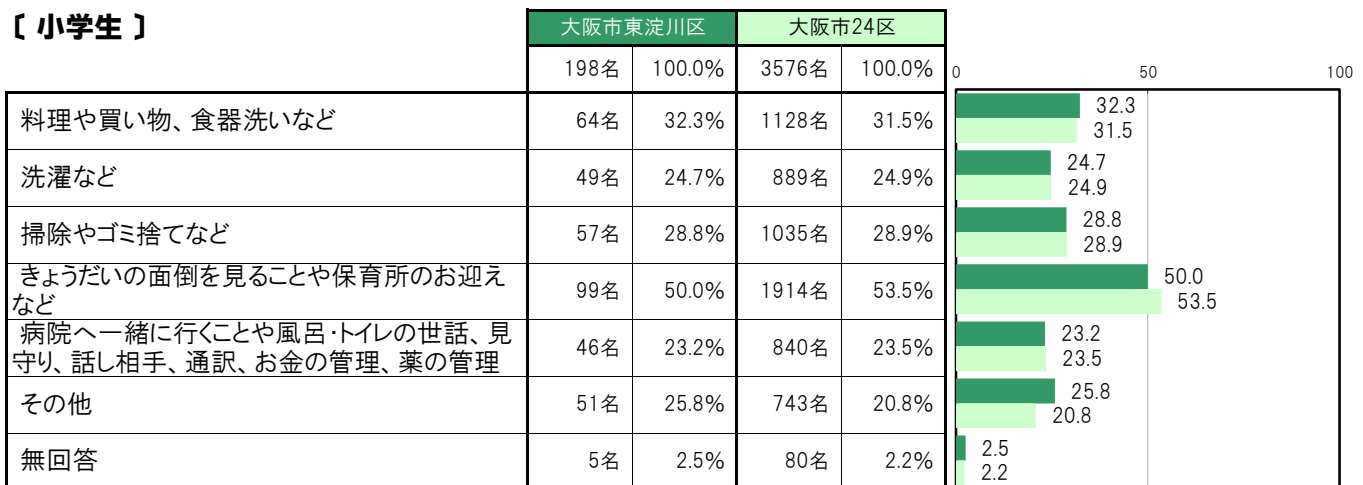 〔 小学生 〕
大阪市東淀川区 大阪市24区
198名 100.0% 3576名 100.0% 0 50 100
料理や買い物、食器洗いなど 64名 32.3% 1128名 31.5% 32.3
31.5
洗濯など 49名 24.7% 889名 24.9% 24.7
24.9
掃除やゴミ捨てなど 57名 28.8% 1035名 28.9% 28.8
28.9
きょうだいの面倒を見ることや保育所のお迎え
など 99名 50.0% 1914名 53.5% 50.0
53.5
病院へ一緒に行くことや風呂・トイレの世話、見
守り、話し相手、通訳、お金の管理、薬の管理 46名 23.2% 840名 23.5% 23.2
23.5
その他 51名 25.8% 743名 20.8% 25.8
20.8
無回答 5名 2.5% 80名 2.2% 2.5
2.2